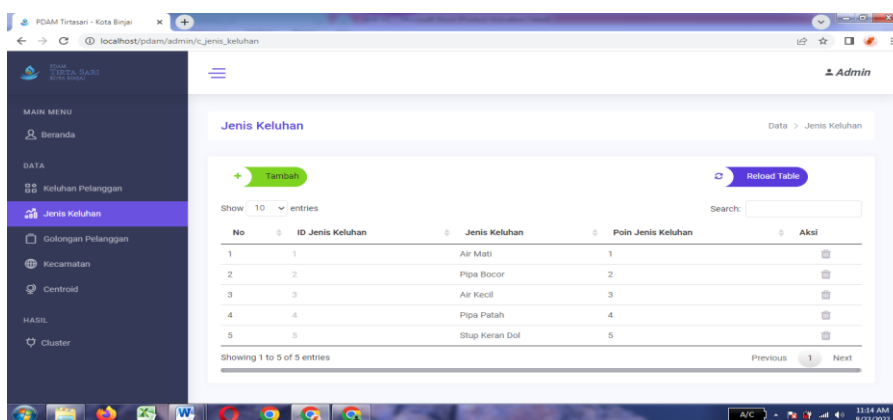 PDAM Tirtasari - Kota Binjai
localhost/pdam/admin/c_jenis_keluhan
PDAM
TIRTA SARI
KOTA BINJAI
Admin
MAIN MENU
Beranda
DATA
Keluhan Pelanggan
Jenis Keluhan
Golongan Pelanggan
Kecamatan
Centroid
HASIL
Cluster
Jenis Keluhan
Data > Jenis Keluhan
+ Tambah
Reload Table
Show 10 entries
Search:
No ID Jenis Keluhan Jenis Keluhan Poin Jenis Keluhan Aksi
1 1 Air Mati 1
2 2 Pipa Bocor 2
3 3 Air Kecil 3
4 4 Pipa Patah 4
5 5 Stup Keran Dol 5
Showing 1 to 5 of 5 entries
Previous 1 Next
A/C
11:14 AM